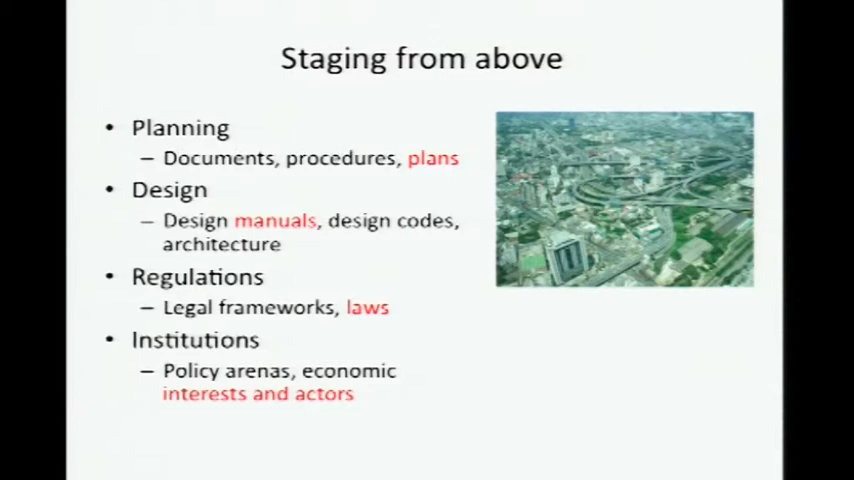 Staging from above
• Planning
– Documents, procedures, plans
• Design
– Design manuals, design codes,
architecture
• Regulations
– Legal frameworks, laws
• Institutions
– Policy arenas, economic
interests and actors